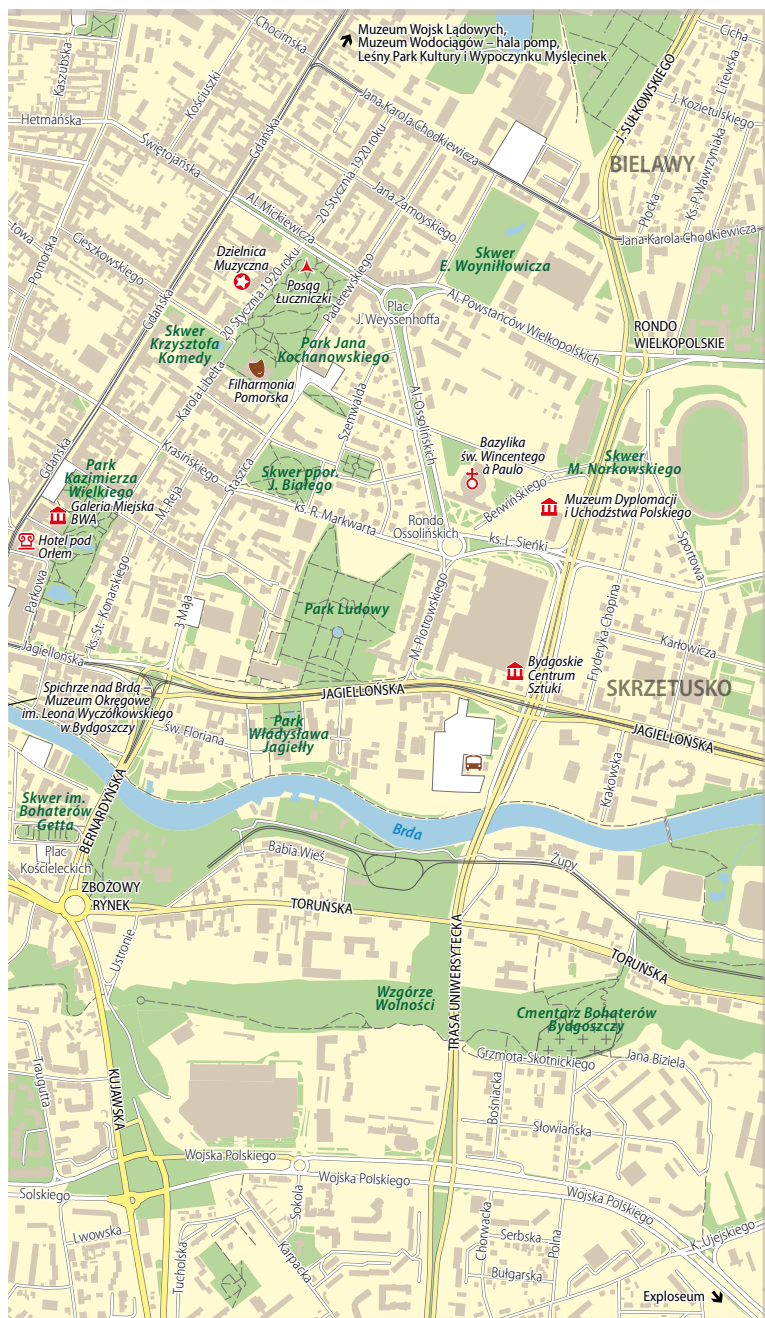 Muzeum Wojsk Lądowych,
Muzeum Wodociągów – hala pomp,
Leśny Park Kultury i Wypoczynku Myślęcinek
Chocimska
Cicha
Litewska
Kaszubska
Kościuszki
J. SUŁKOWSKIEGO
J. Kozietulskiego
Hetmańska
Gdańska
Jana Karola Chodkiewicza
Świętojańska
20 Stycznia 1920 roku
BIELAWY
Ks. P. Wawrzyniaka
Płocka
Al. Mickiewicza
Jana Zamoyskiego
Jana Karola Chodkiewicza
towa
Cieszkowskiego
Pomorska
Dzielnica
Muzyczna
Skwer
E. Woyniłłowicza
20 Stycznia 1920 roku
Posąg
Łuczniczki
Paderewskiego
Gdańska
Plac
J. Weyssenhoffa
Al. Powstańców Wielkopolskich
RONDO
WIELKOPOLSKIE
Skwer
Krzysztofa
Komedy
Park Jana
Kochanowskiego
Karola Libelta
Filharmonia
Pomorska
Szemwalda
Al. Ossolińskich
Gdańska
Krasińskiego
Staszica
Bazylika
św. Wincentego
à Paulo
Skwer
M. Norkowskiego
Park
Kazimierza
Wielkiego
Skwer ppor.
J. Białego
M. Reja
Berwińskiego
Galeria Miejska
BWA
ks. R. Markwarta
Muzeum Dyplomacji
i Uchodźstwa Polskiego
Rondo
Ossolińskich
ks. L. Sieńki
Hotel pod
Orłem
Sportowa
Parkowa
ks. St. Konarskiego
3 Maja
Park Ludowy
M. Piotrowskiego
Fryderyka Chopina
Karłowicza
Jagiellońska
Bydgoskie
Centrum
Sztuki
SKRZETUSKO
Spichrze nad Brdą –
Muzeum Okręgowe
im. Leona Wyczółkowskiego
w Bydgoszczy
JAGIELLOŃSKA
Park
Władysława
Jagiełły
Św. Floriana
JAGIELLOŃSKA
Krakowska
Skwer im.
Bohaterów
Getta
BERNARDYŃSKA
Brda
Plac
Kościeleckich
Babia Wieś
Żupy
ZBOŻOWY
RYNEK
TORUŃSKA
TRASA UNIWERSYTECKA
Ustronie
TORUŃSKA
Wzgórze
Wolności
Cmentarz Bohaterów
Bydgoszczy
Grzmota-Skotnickiego
Jana Biziela
Traugutta
KUJAWSKA
Bośniacka
Słowiańska
Wojska Polskiego
Solskiego
Wojska Polskiego
Wojska Polskiego
Sokola
Lwowska
Tucholska
Karpacka
Chorwacka
Serbska
Polna
K. Ujejskiego
Bułgarska
Exploseum